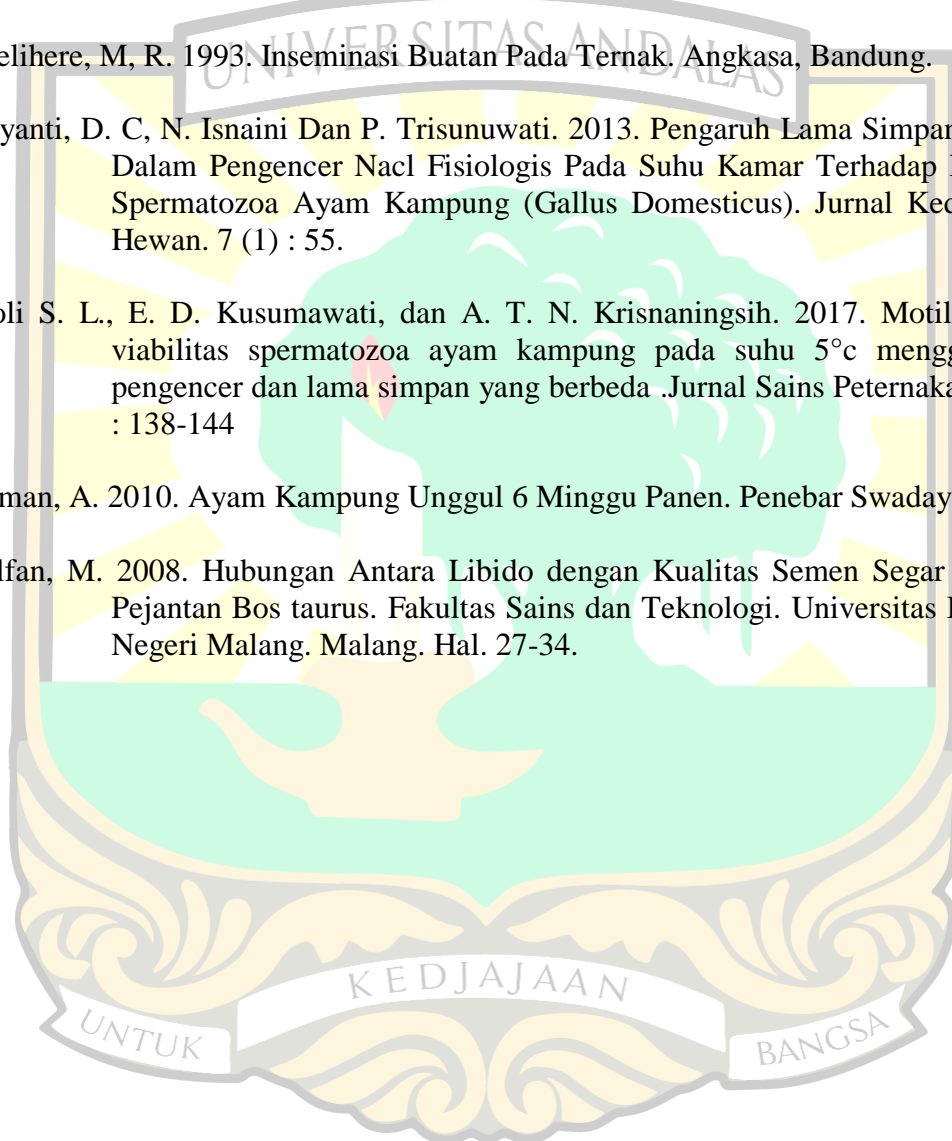 UNIVERSITAS ANDALAS
elihere, M, R. 1993. Inseminasi Buatan Pada Ternak. Angkasa, Bandung.
yanti, D. C, N. Isnaini Dan P. Trisunuwati. 2013. Pengaruh Lama Simpan
Dalam Pengencer Nacl Fisiologis Pada Suhu Kamar Terhadap
Spermatozoa Ayam Kampung (Gallus Domesticus). Jurnal Ked
Hewan. 7 (1) : 55.
oli S. L., E. D. Kusumawati, dan A. T. N. Krisnaningsih. 2017. Motil
viabilitas spermatozoa ayam kampung pada suhu 5°c mengg
pengencer dan lama simpan yang berbeda .Jurnal Sains Peternaka
: 138-144
man, A. 2010. Ayam Kampung Unggul 6 Minggu Panen. Penebar Swaday
lfan, M. 2008. Hubungan Antara Libido dengan Kualitas Semen Segar
Pejantan Bos taurus. Fakultas Sains dan Teknologi. Universitas
Negeri Malang. Malang. Hal. 27-34.
KEDJAJAAN
UNTUK BANGSA